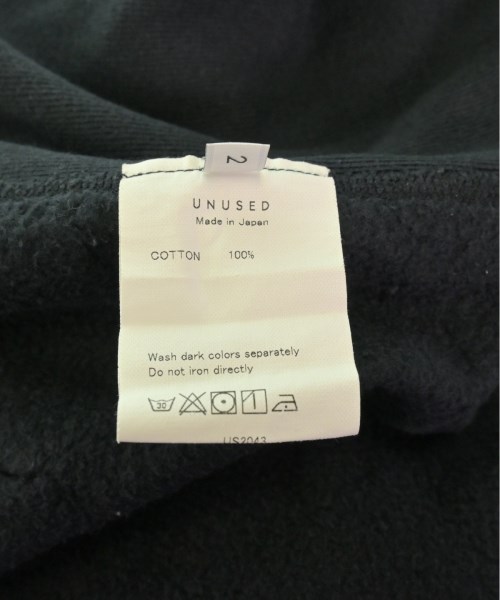 2
UNUSED
Made in Japan
COTTON 100%
Wash dark colors separately
Do not iron directly
30
US2043